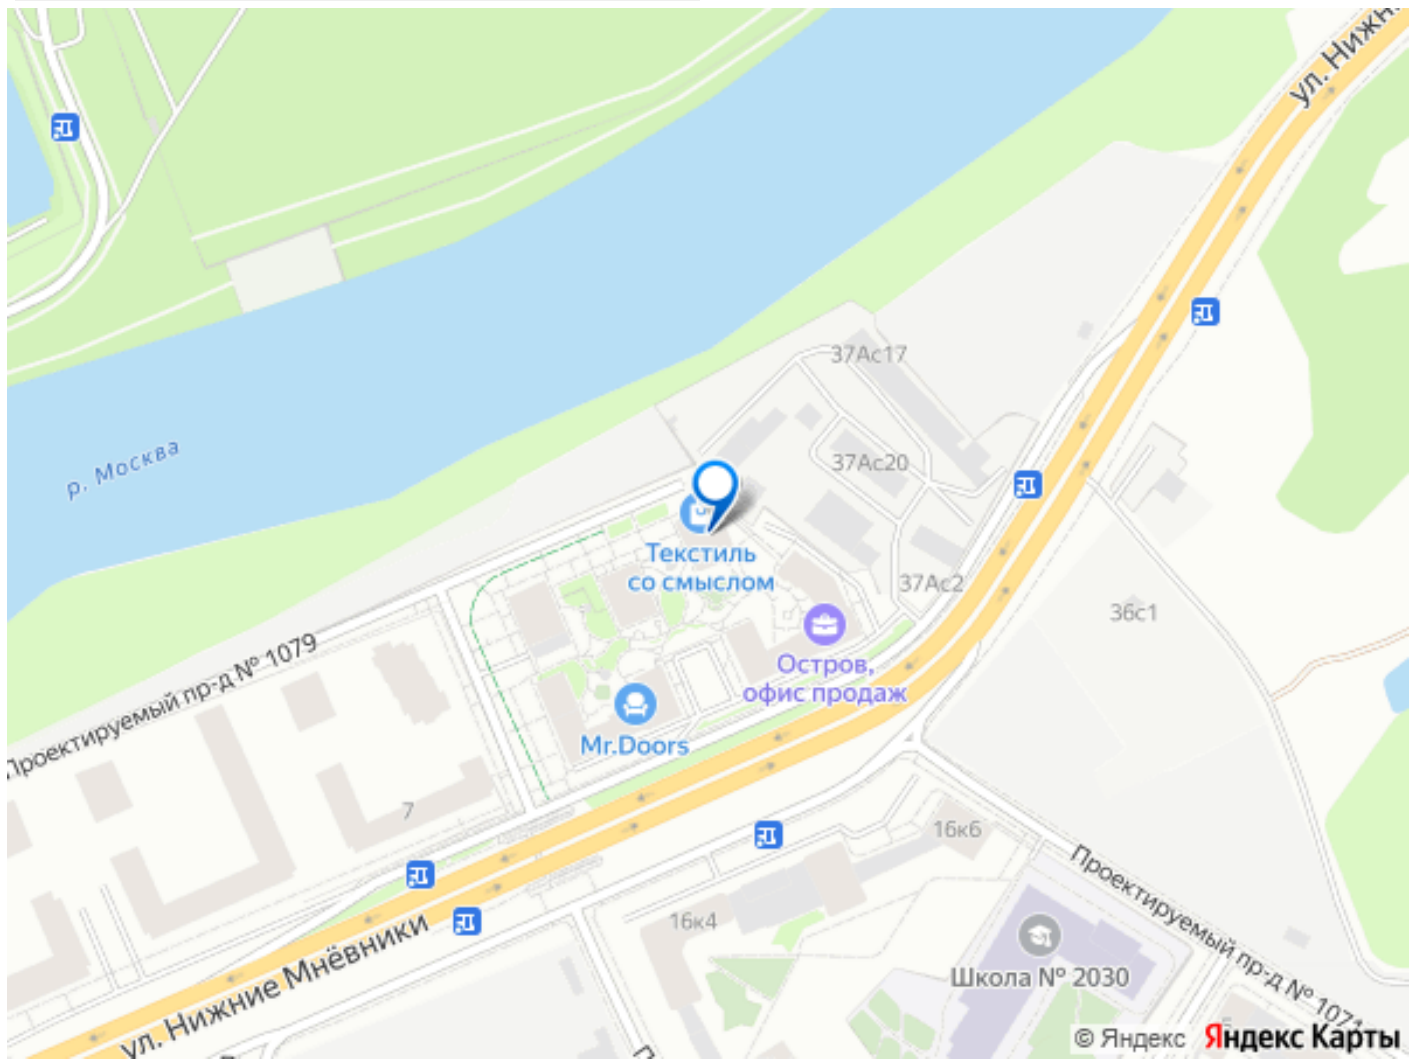 ул. Нижн
37Ас17
р. Москва
37Ас20
Текстиль
со смыслом
37Ас2
36с1
Проектируемый пр-д № 1079
Остров,
офис продаж
Mr.Doors
7
16к6
Проектируемый пр-д № 1071
16к4
ул. Нижние Мнёвники
Школа № 2030
© Яндекс Яндекс Карты